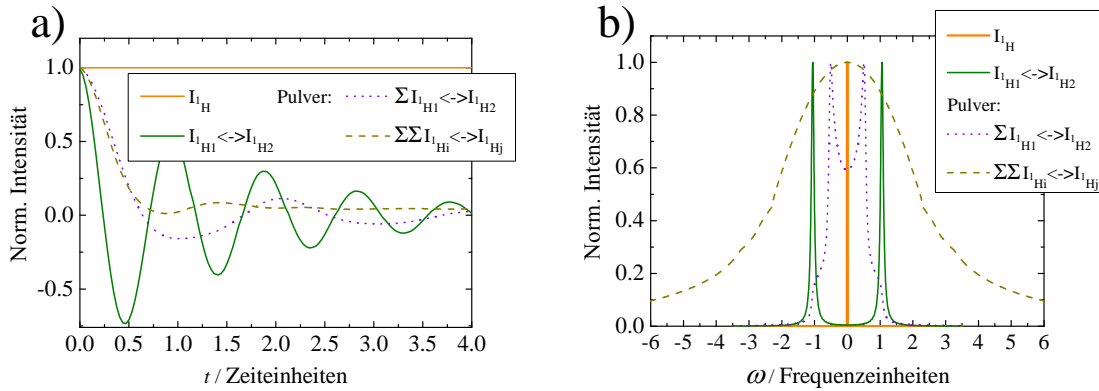 a)
Norm. Intensität
1.0
0.5
0.0
-0.5
0.0 0.5 1.0 1.5 2.0 2.5 3.0 3.5 4.0
t / Zeiteinheiten
I1H Pulver: ΣI1H1<->I1H2
I1H1<->I1H2 ΣΣI1Hi<->I1Hj
b)
Norm. Intensität
1.0
0.8
0.6
0.4
0.2
0.0
-6 -5 -4 -3 -2 -1 0 1 2 3 4 5 6
ω / Frequenzeinheiten
I1H
I1H1<->I1H2
Pulver:
ΣI1H1<->I1H2
ΣΣI1Hi<->I1Hj